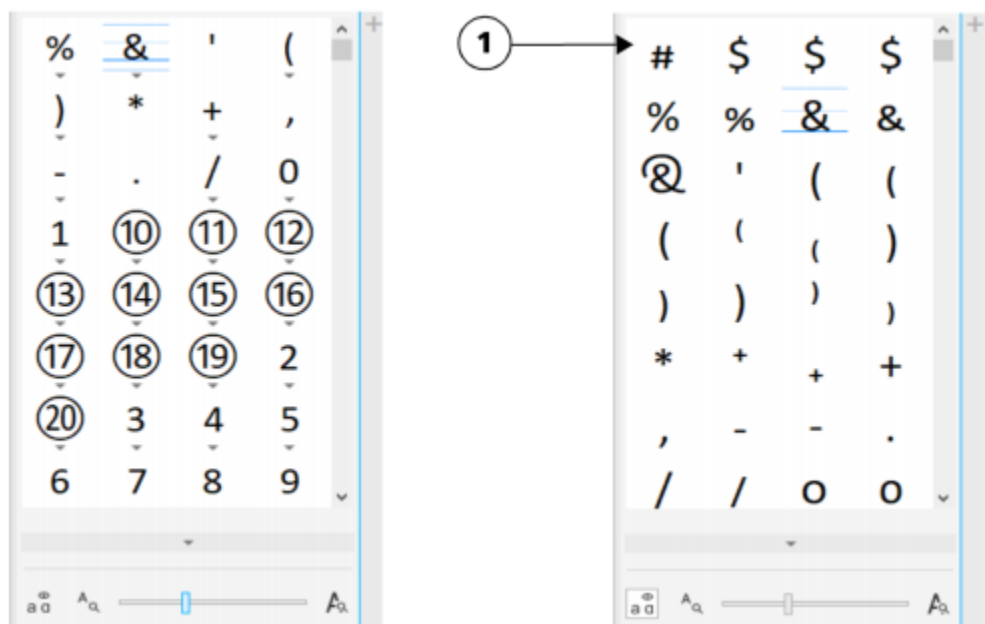 % & ' (
) * + ,
- . / 0
1 ⑩ ⑪ ⑫
⑬ ⑭ ⑮ ⑯
⑰ ⑱ ⑲ 2
⑳ 3 4 5
6 7 8 9
a a A A
1
# $ $ $
% % & &
& ' ( (
( ( ( )
) ) ) )
* + + +
, - - .
/ / o o
a a A A